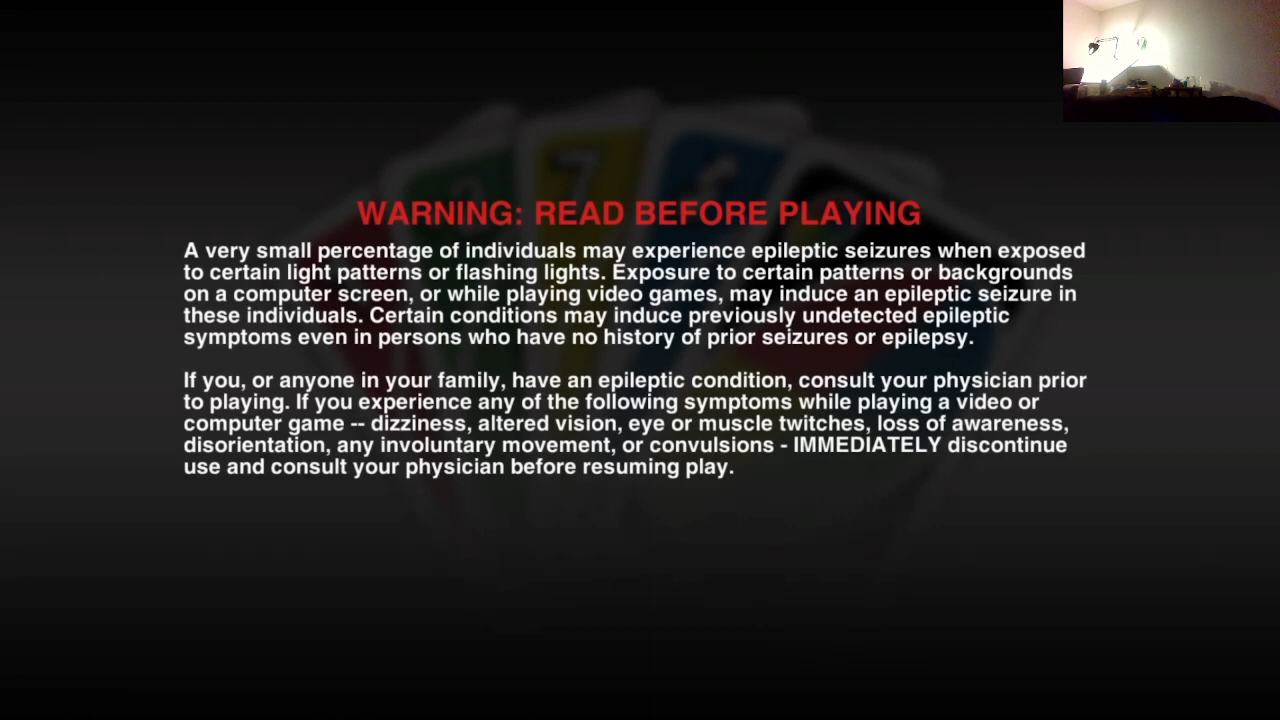 WARNING: READ BEFORE PLAYING
A very small percentage of individuals may experience epileptic seizures when exposed
to certain light patterns or flashing lights. Exposure to certain patterns or backgrounds
on a computer screen, or while playing video games, may induce an epileptic seizure in
these individuals. Certain conditions may induce previously undetected epileptic
symptoms even in persons who have no history of prior seizures or epilepsy.
If you, or anyone in your family, have an epileptic condition, consult your physician prior
to playing. If you experience any of the following symptoms while playing a video or
computer game -- dizziness, altered vision, eye or muscle twitches, loss of awareness,
disorientation, any involuntary movement, or convulsions - IMMEDIATELY discontinue
use and consult your physician before resuming play.
7